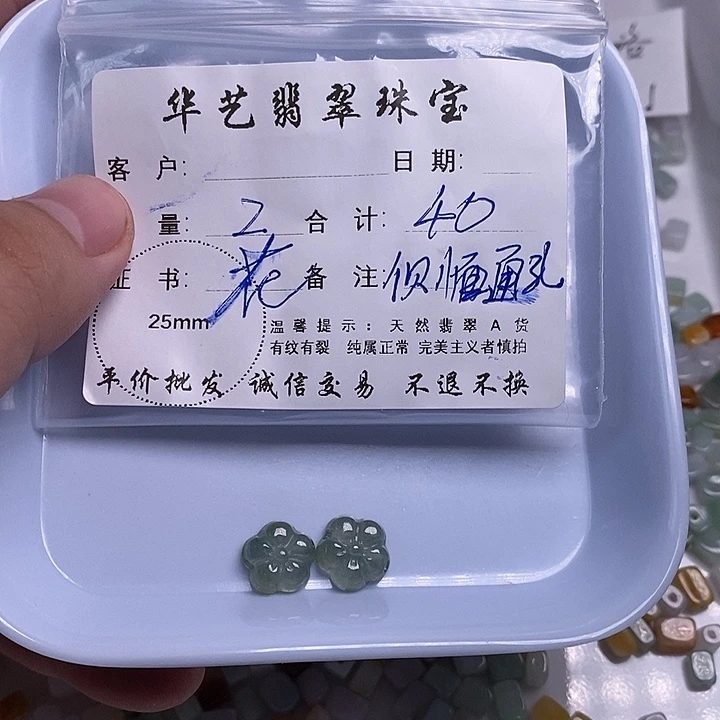 华艺翡翠珠宝
客 户: 日 期:
量: 2 合 计: 40
证 书: 花 备 注: 侧 通孔
25mm
温馨提示:天然翡翠A货
有纹有裂 纯属正常 完美主义者慎拍
平价批发 诚信交易 不退不换